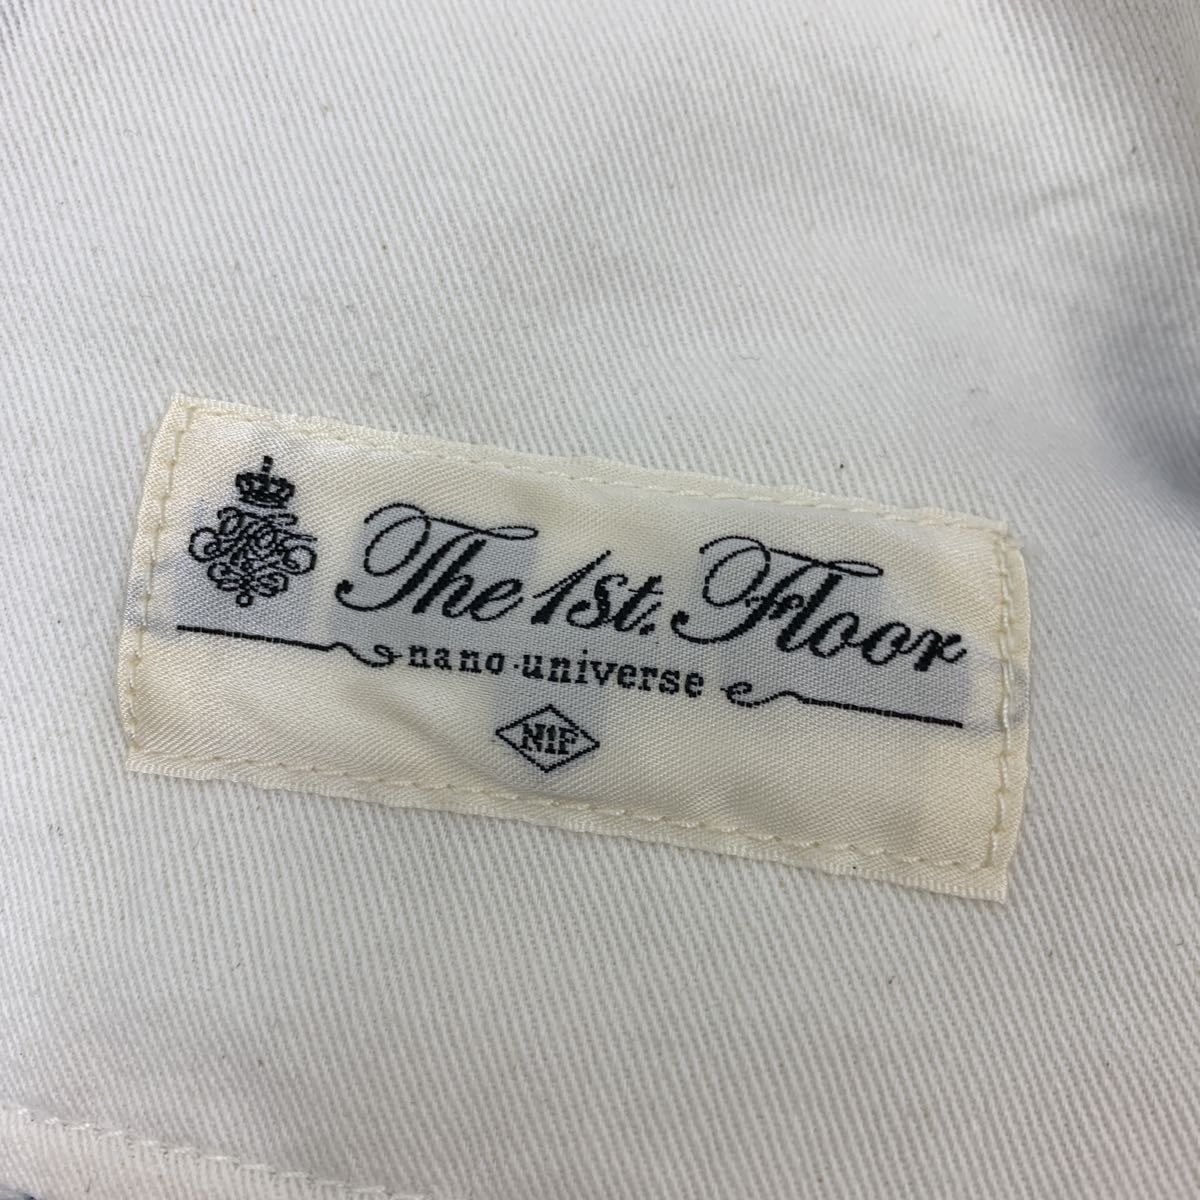 The 1st. Floor
nano·universe
N1F